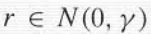 r ∈ N(0, γ)